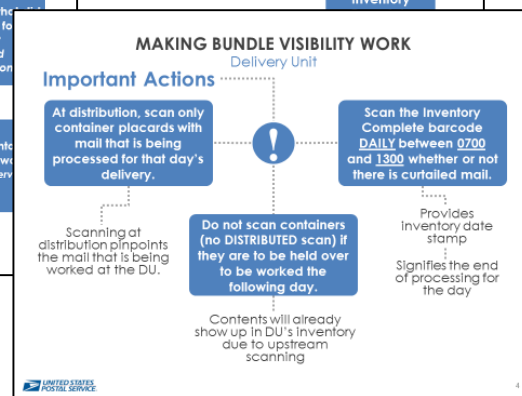 Inventory
MAKING BUNDLE VISIBILITY WORK
Delivery Unit
Important Actions
At distribution, scan only
container placards with
mail that is being
processed for that day's
delivery.
!
Scan the Inventory
Complete barcode
DAILY between 0700
and 1300 whether or not
there is curtailed mail.
Scanning at
distribution pinpoints
the mail that is being
worked at the DU.
Do not scan containers
(no DISTRIBUTED scan) if
they are to be held over
to be worked the
following day.
Provides
inventory date
stamp
Signifies the end
of processing for
the day
Contents will already
show up in DU's inventory
due to upstream
scanning
UNITED STATES
POSTAL SERVICE
4